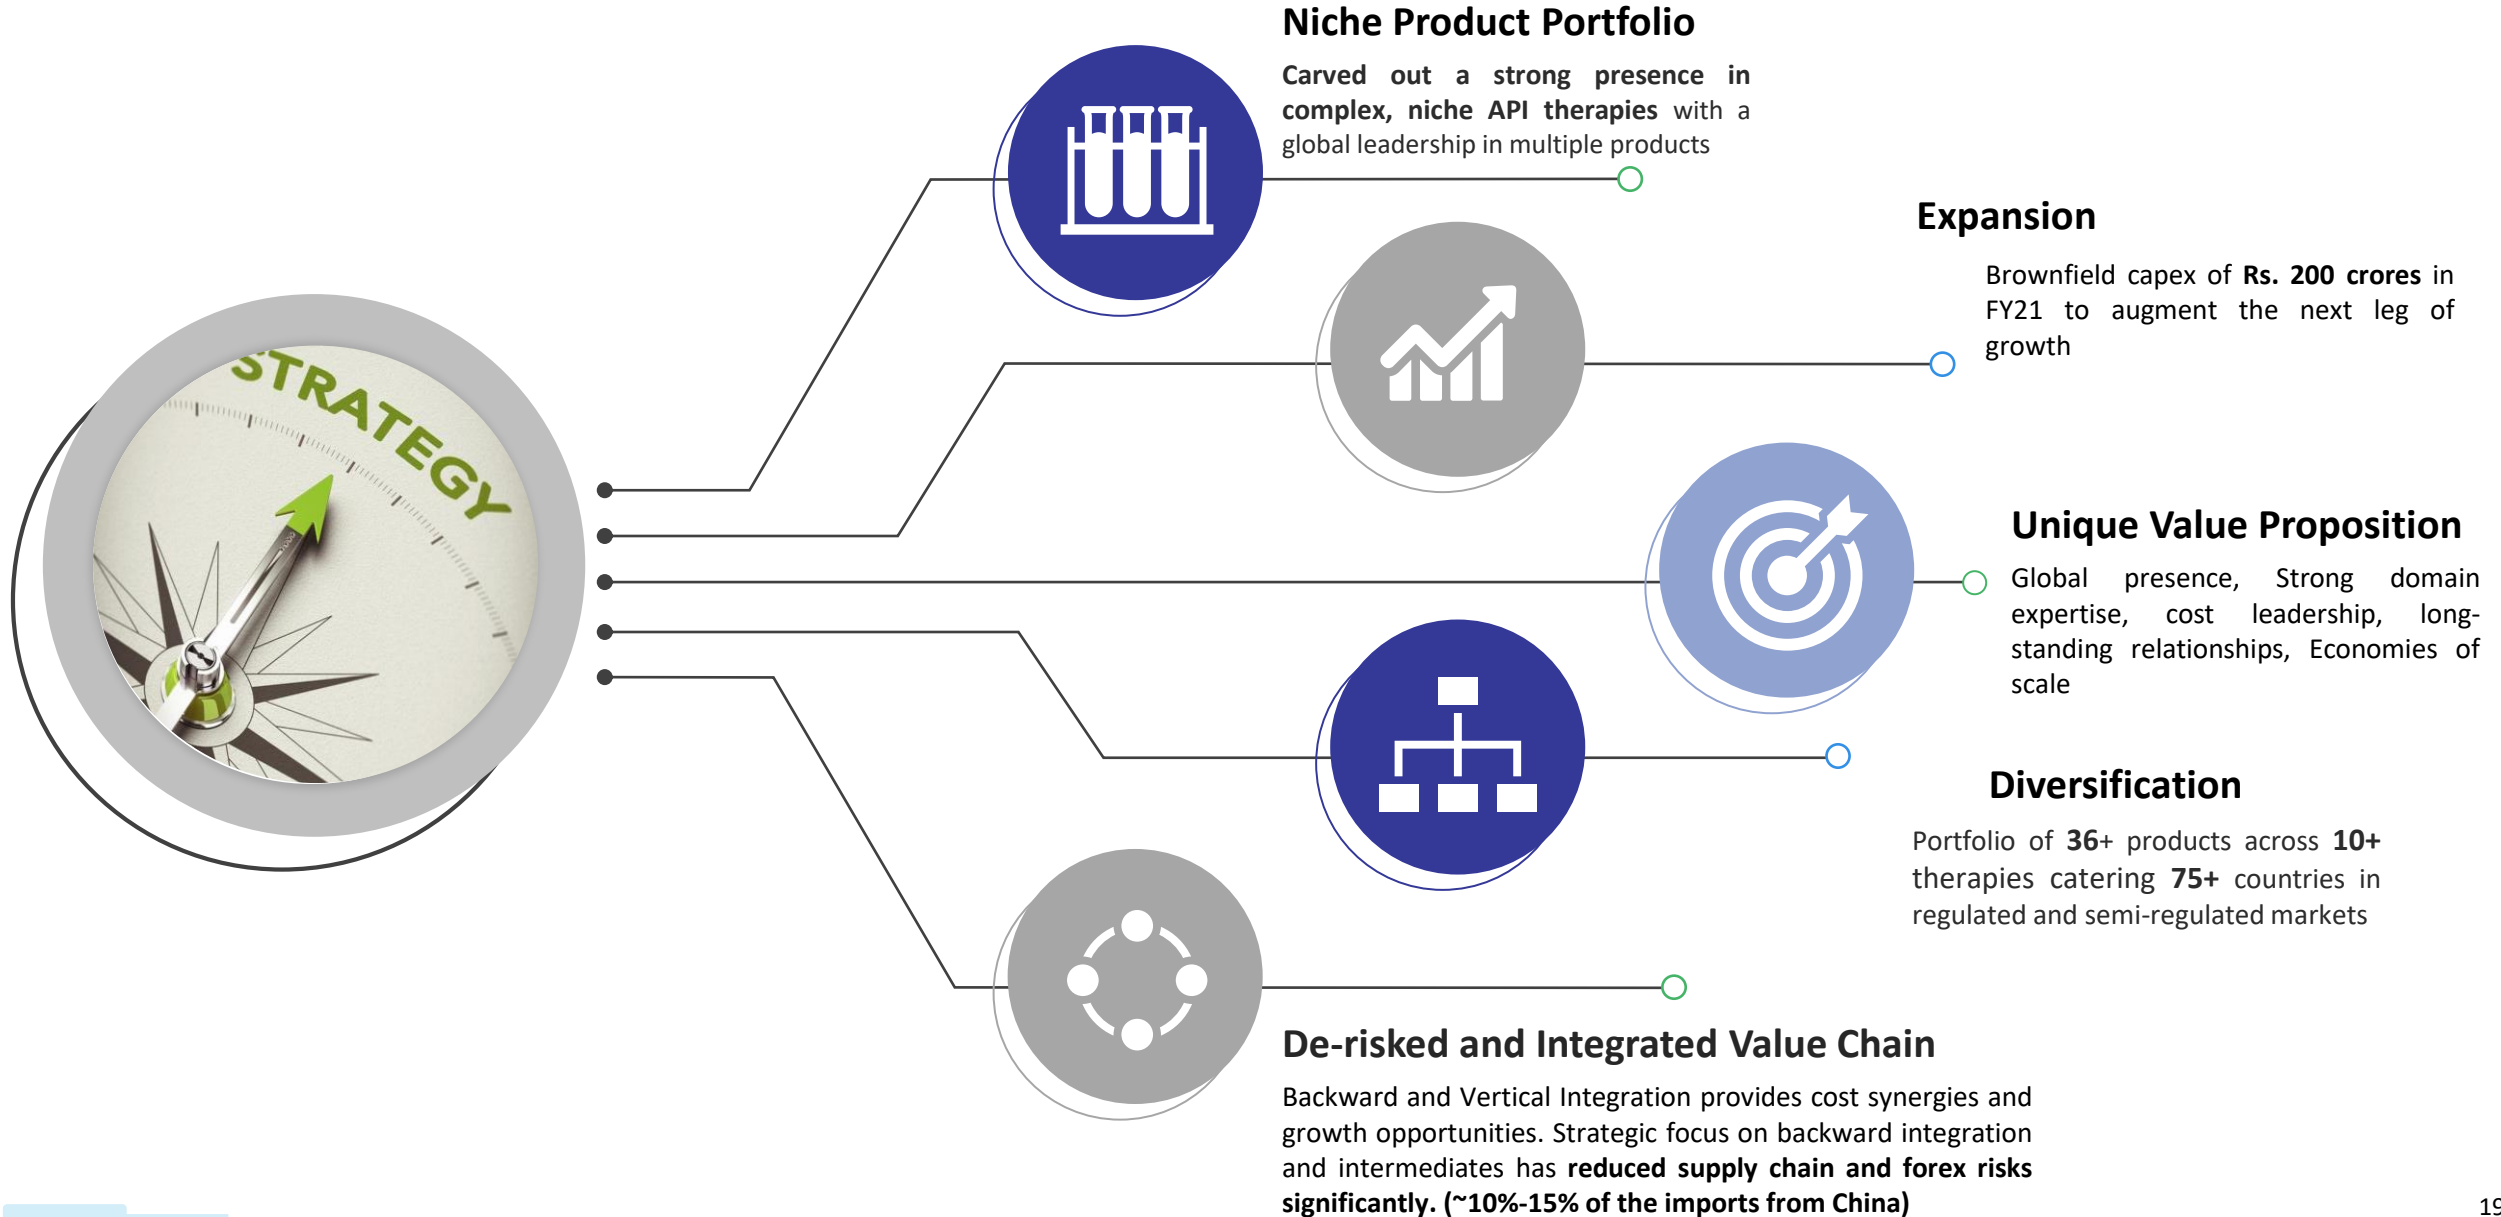 Niche Product Portfolio
Carved out a strong presence in
complex, niche API therapies with a
global leadership in multiple products
Expansion
Brownfield capex of Rs. 200 crores in
FY21 to augment the next leg of
growth
STRATEGY
Unique Value Proposition
Global presence, Strong domain
expertise, cost leadership, long-
standing relationships, Economies of
scale
Diversification
Portfolio of 36+ products across 10+
therapies catering 75+ countries in
regulated and semi-regulated markets
De-risked and Integrated Value Chain
Backward and Vertical Integration provides cost synergies and
growth opportunities. Strategic focus on backward integration
and intermediates has reduced supply chain and forex risks
significantly. (~10%-15% of the imports from China)
19